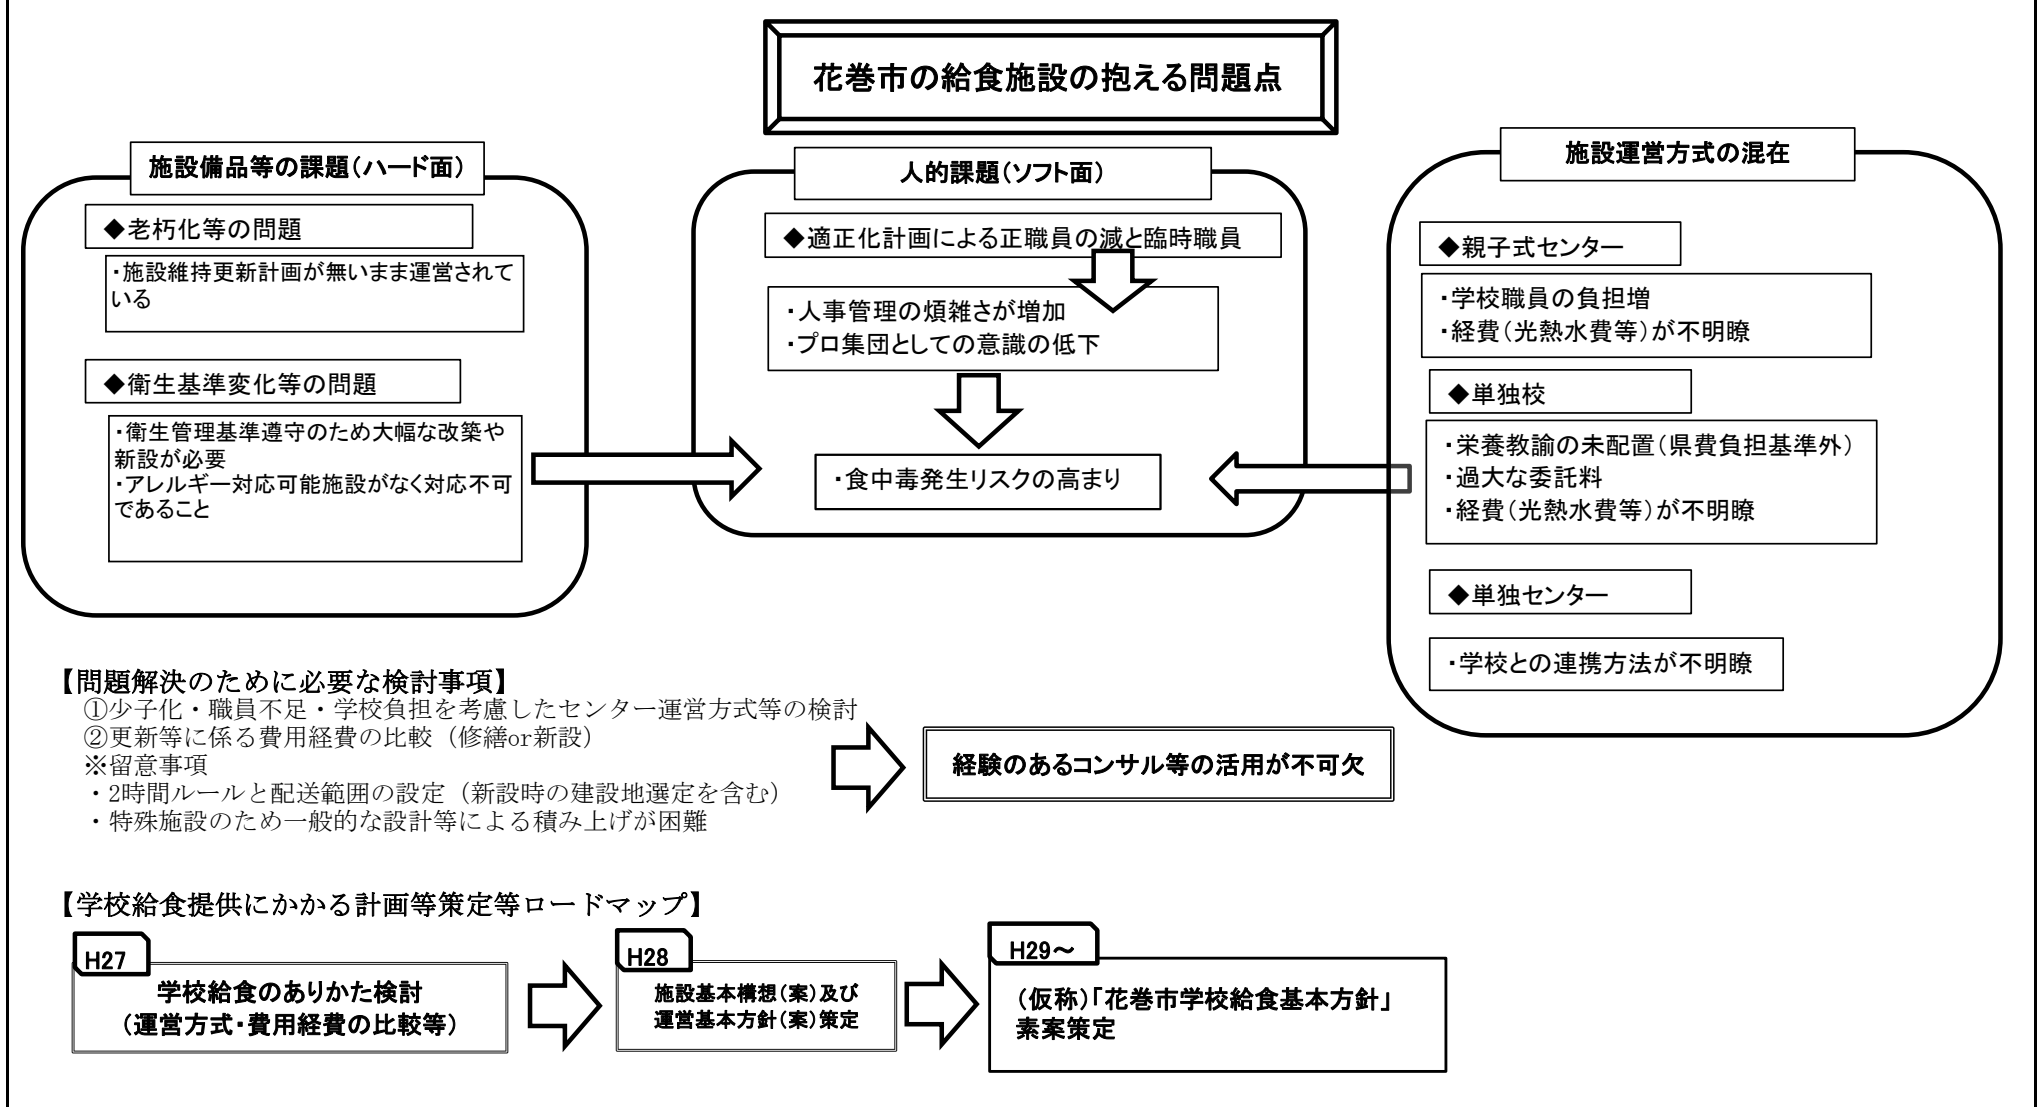 花巻市の給食施設の抱える問題点
施設備品等の課題(ハード面)
◆老朽化等の問題
・施設維持更新計画が無いまま運営されて
いる
◆衛生基準変化等の問題
・衛生管理基準遵守のため大幅な改築や
新設が必要
・アレルギー対応可能施設がなく対応不可
であること
人的課題(ソフト面)
◆適正化計画による正職員の減と臨時職員
・人事管理の煩雑さが増加
・プロ集団としての意識の低下
・食中毒発生リスクの高まり
施設運営方式の混在
◆親子式センター
・学校職員の負担増
・経費(光熱水費等)が不明瞭
◆単独校
・栄養教諭の未配置(県費負担基準外)
・過大な委託料
・経費(光熱水費等)が不明瞭
◆単独センター
・学校との連携方法が不明瞭
【問題解決のために必要な検討事項】
①少子化・職員不足・学校負担を考慮したセンター運営方式等の検討
②更新等に係る費用経費の比較(修繕or新設)
※留意事項
・2時間ルールと配送範囲の設定(新設時の建設地選定を含む)
・特殊施設のため一般的な設計等による積み上げが困難
経験のあるコンサル等の活用が不可欠
【学校給食提供にかかる計画等策定等ロードマップ】
H27
学校給食のありかた検討
(運営方式・費用経費の比較等)
H28
施設基本構想(案)及び
運営基本方針(案)策定
H29～
(仮称)「花巻市学校給食基本方針」
素案策定